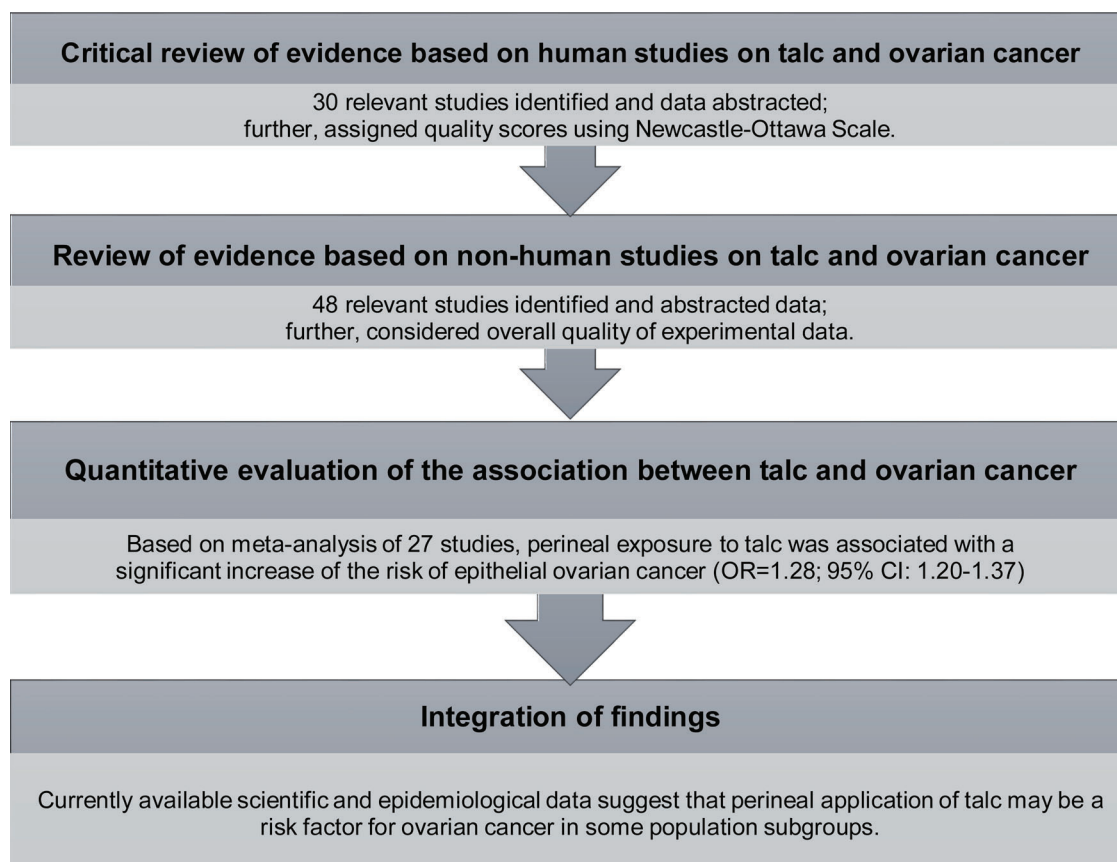 Critical review of evidence based on human studies on talc and ovarian cancer
30 relevant studies identified and data abstracted;
further, assigned quality scores using Newcastle-Ottawa Scale.
Review of evidence based on non-human studies on talc and ovarian cancer
48 relevant studies identified and abstracted data;
further, considered overall quality of experimental data.
Quantitative evaluation of the association between talc and ovarian cancer
Based on meta-analysis of 27 studies, perineal exposure to talc was associated with a
significant increase of the risk of epithelial ovarian cancer (OR=1.28; 95% CI: 1.20-1.37)
Integration of findings
Currently available scientific and epidemiological data suggest that perineal application of talc may be a
risk factor for ovarian cancer in some population subgroups.